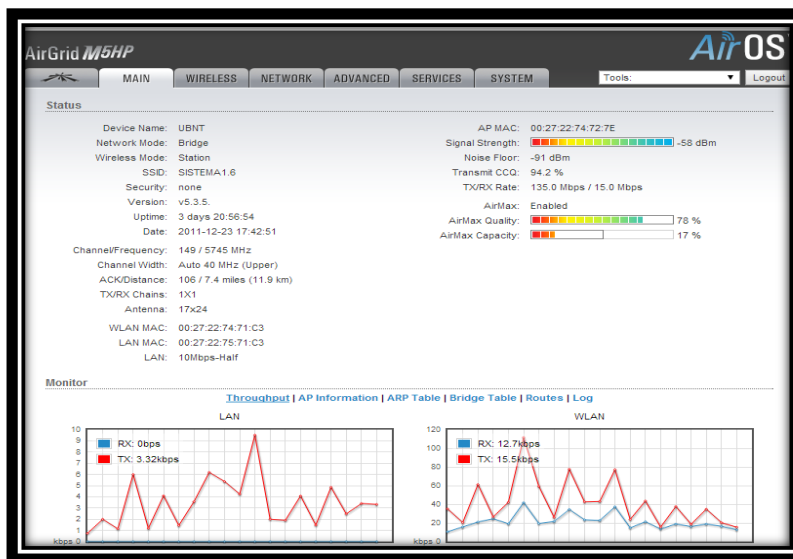 AirGrid M5HP
AirOS
MAIN WIRELESS NETWORK ADVANCED SERVICES SYSTEM Tools: Logout
Status
Device Name: UBNT
Network Mode: Bridge
Wireless Mode: Station
SSID: SISTEMA1.6
Security: none
Version: v5.3.5.
Uptime: 3 days 20:56:54
Date: 2011-12-23 17:42:51
Channel/Frequency: 149 / 5745 MHz
Channel Width: Auto 40 MHz (Upper)
ACK/Distance: 106 / 7.4 miles (11.9 km)
TX/RX Chains: 1X1
Antenna: 17x24
WLAN MAC: 00:27:22:74:71:C3
LAN MAC: 00:27:22:75:71:C3
LAN: 10Mbps-Half
AP MAC: 00:27:22:74:72:7E
Signal Strength: -58 dBm
Noise Floor: -91 dBm
Transmit CCQ: 94.2 %
TX/RX Rate: 135.0 Mbps / 15.0 Mbps
AirMax: Enabled
AirMax Quality: 78 %
AirMax Capacity: 17 %
Monitor
Throughput | AP Information | ARP Table | Bridge Table | Routes | Log
LAN
10
9
8
7
6
5
4
3
2
1
kbps 0
RX: 0bps
TX: 3.32kbps
WLAN
120
100
80
60
40
20
kbps 0
RX: 12.7kbps
TX: 15.5kbps